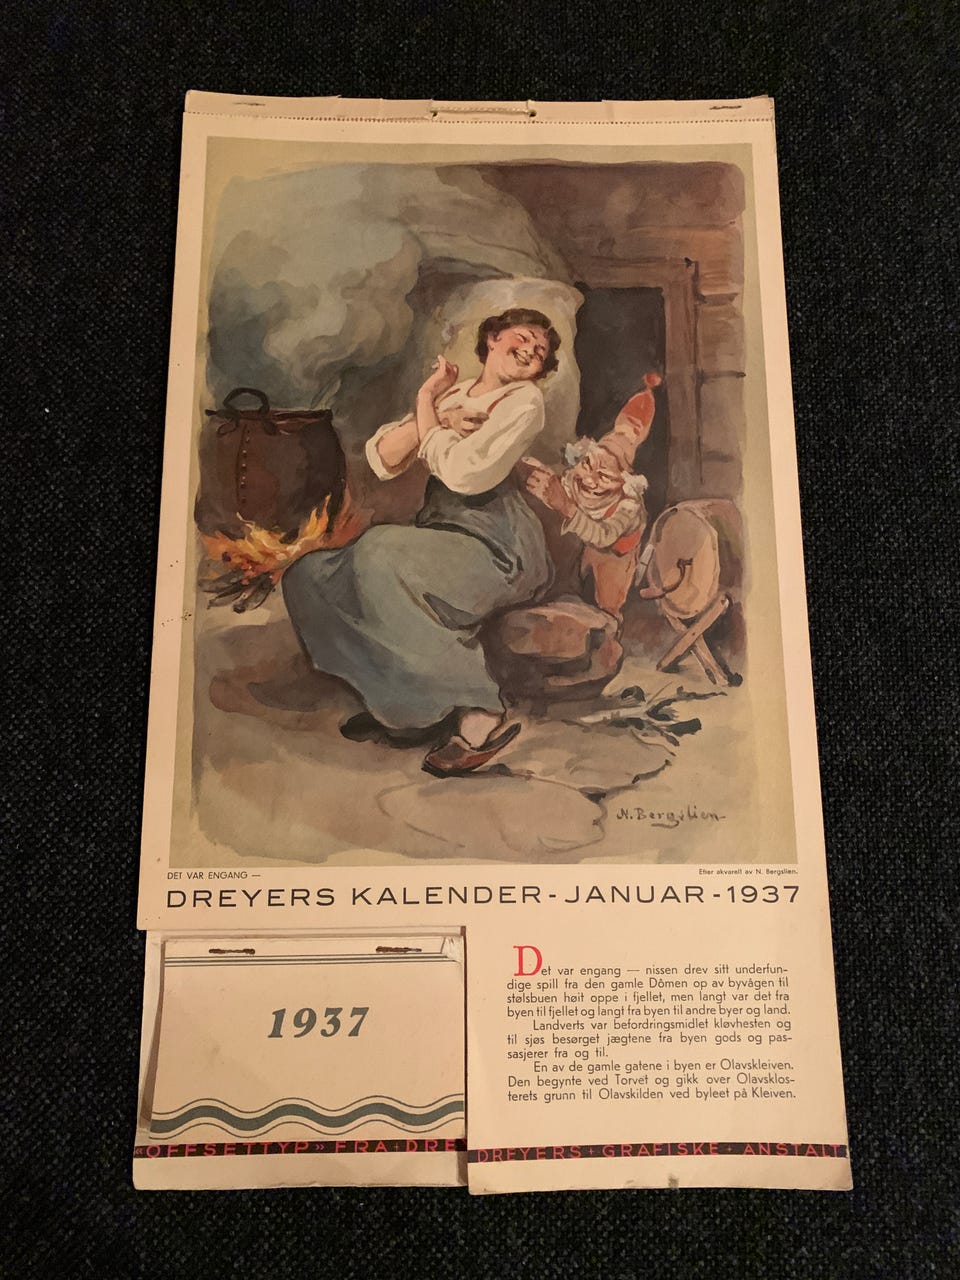 N. Bergslien
DET VAR ENGANG —
Efter akvarell av N. Bergslien.
DREYERS KALENDER - JANUAR - 1937
1937
«OFFSETTYP» FRA DRE
Det var engang — nissen drev sitt underfun-
dige spill fra den gamle Dômen op av byvågen til
stølsbuen høit oppe i fjellet, men langt var det fra
byen til fjellet og langt fra byen til andre byer og land.
Landverts var befordringsmidlet kløvhesten og
til sjøs besørget jægtene fra byen gods og pas-
sasjerer fra og til.
En av de gamle gatene i byen er Olavskleiven.
Den begynte ved Torvet og gikk over Olavsklos-
terets grunn til Olavskilden ved byleet på Kleiven.
DREYERS + GRAFISKE + ANSTALT